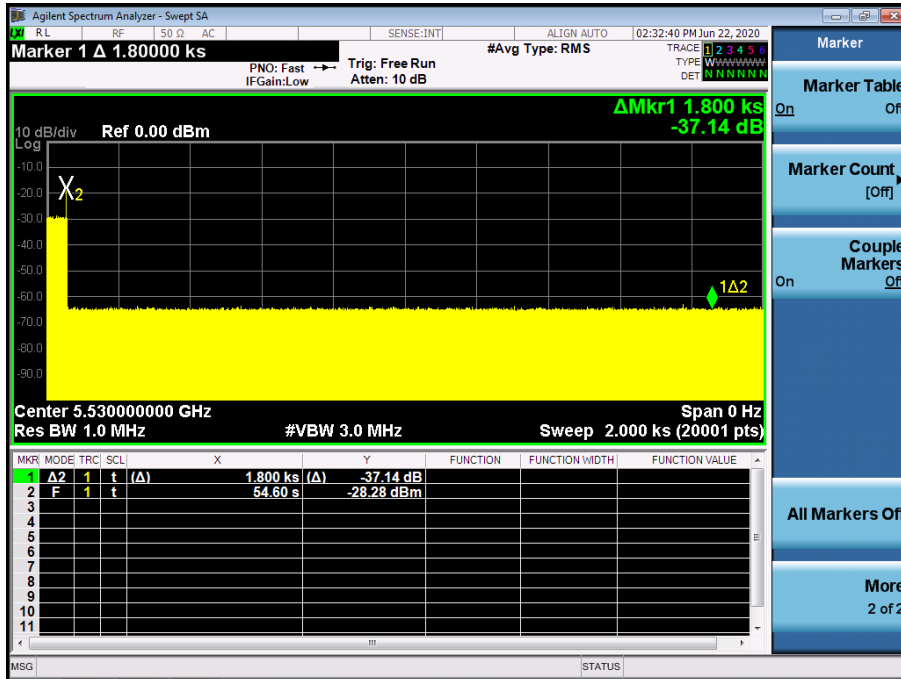 Agilent Spectrum Analyzer - Swept SA
LXI RL RF 50 Ω AC SENSE:INT ALIGN AUTO 02:32:40 PM Jun 22, 2020
Marker 1 Δ 1.80000 ks
PNO: Fast
IFGain:Low
Trig: Free Run
Atten: 10 dB
#Avg Type: RMS
TRACE 1 2 3 4 5 6
TYPE WWWWWW
DET N N N N N N
ΔMkr1 1.800 ks
-37.14 dB
10 dB/div Ref 0.00 dBm
Log
-10.0
-20.0
-30.0
-40.0
-50.0
-60.0
-70.0
-80.0
-90.0
X2
1Δ2
Center 5.530000000 GHz Span 0 Hz
Res BW 1.0 MHz #VBW 3.0 MHz Sweep 2.000 ks (20001 pts)
MKR MODE TRC SCL X Y FUNCTION FUNCTION WIDTH FUNCTION VALUE
1 Δ2 1 t (Δ) 1.800 ks (Δ) -37.14 dB
2 F 1 t 54.60 s -28.28 dBm
3
4
5
6
7
8
9
10
11
MSG STATUS
Marker
Marker Table
On Off
Marker Count
[Off]
Couple
Markers
On Off
All Markers Off
More
2 of 2